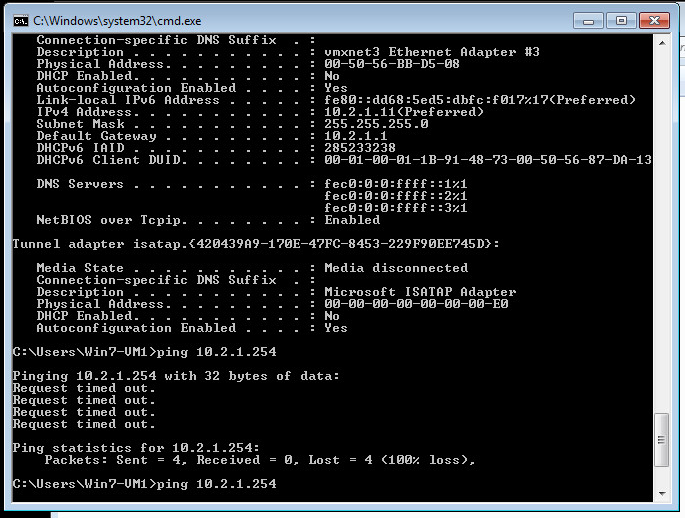 C:\Windows\system32\cmd.exe
Connection-specific DNS Suffix . :
Description . . . . . . . . . . . : vmxnet3 Ethernet Adapter #3
Physical Address. . . . . . . . . : 00-50-56-BB-D5-08
DHCP Enabled. . . . . . . . . . . : No
Autoconfiguration Enabled . . . . : Yes
Link-local IPv6 Address . . . . . : fe80::dd68:5ed5:dbfc:f017%17(Preferred)
IPv4 Address. . . . . . . . . . . : 10.2.1.11(Preferred)
Subnet Mask . . . . . . . . . . . : 255.255.255.0
Default Gateway . . . . . . . . . : 10.2.1.1
DHCPv6 IAID . . . . . . . . . . . : 285233238
DHCPv6 Client DUID. . . . . . . . : 00-01-00-01-1B-91-48-73-00-50-56-87-DA-13
DNS Servers . . . . . . . . . . . : fec0:0:0:ffff::1%1
fec0:0:0:ffff::2%1
fec0:0:0:ffff::3%1
NetBIOS over Tcpip. . . . . . . . : Enabled
Tunnel adapter isatap.{420439A9-170E-47FC-8453-229F90EE745D}:
Media State . . . . . . . . . . . : Media disconnected
Connection-specific DNS Suffix . :
Description . . . . . . . . . . . : Microsoft ISATAP Adapter
Physical Address. . . . . . . . . : 00-00-00-00-00-00-00-E0
DHCP Enabled. . . . . . . . . . . : No
Autoconfiguration Enabled . . . . : Yes
C:\Users\Win7-VM1>ping 10.2.1.254
Pinging 10.2.1.254 with 32 bytes of data:
Request timed out.
Request timed out.
Request timed out.
Request timed out.
Ping statistics for 10.2.1.254:
Packets: Sent = 4, Received = 0, Lost = 4 (100% loss),
C:\Users\Win7-VM1>ping 10.2.1.254